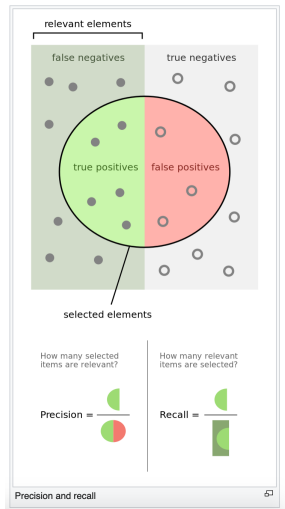 relevant elements
false negatives
true negatives
true positives
false positives
selected elements
How many selected
items are relevant?
How many relevant
items are selected?
Precision =
Recall =
Precision and recall